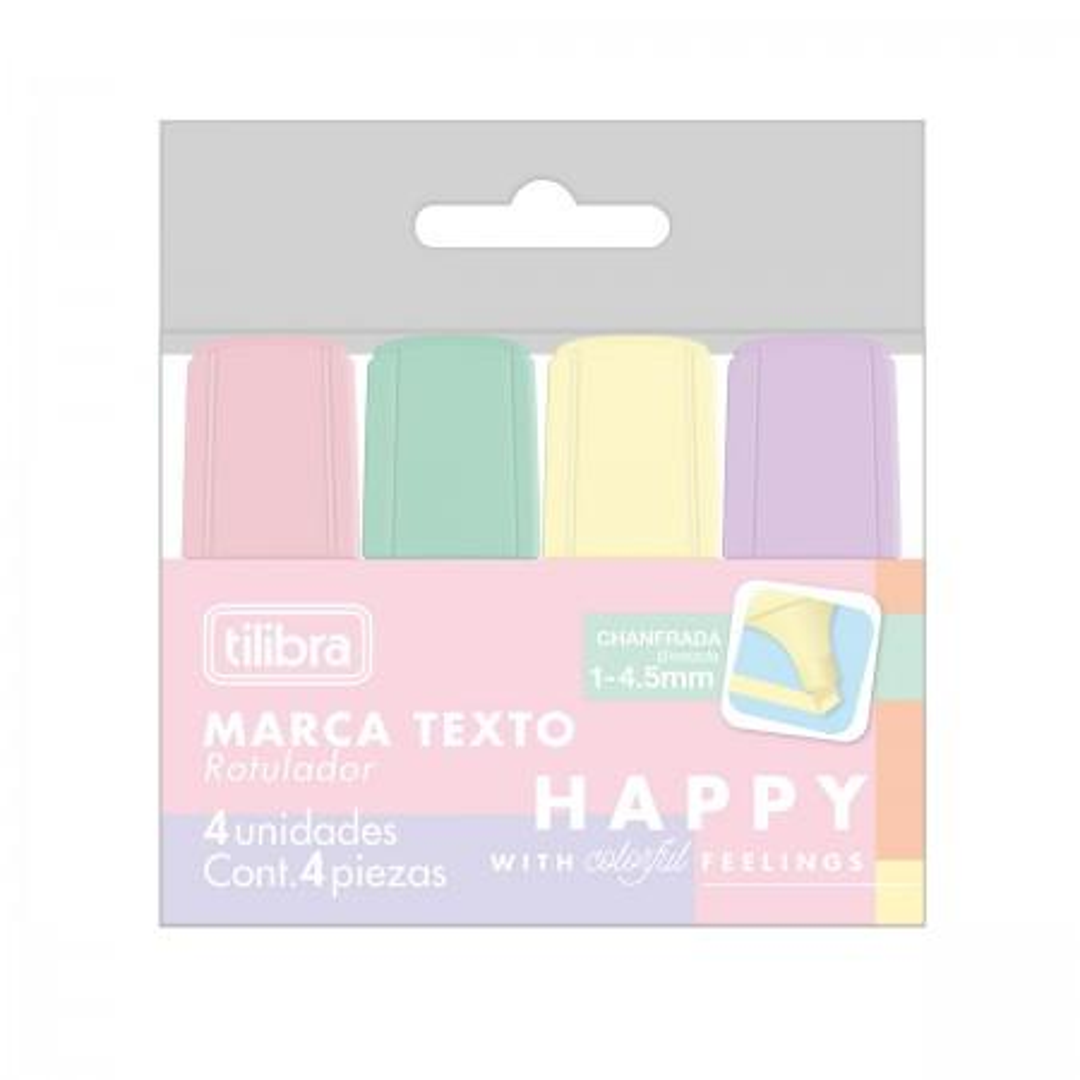 tilibra
CHANFRADA
1-4.5mm
MARCA TEXTO
Rotulador
HAPPY
WITH colorful FEELINGS
4 unidades
Cont. 4 piezas